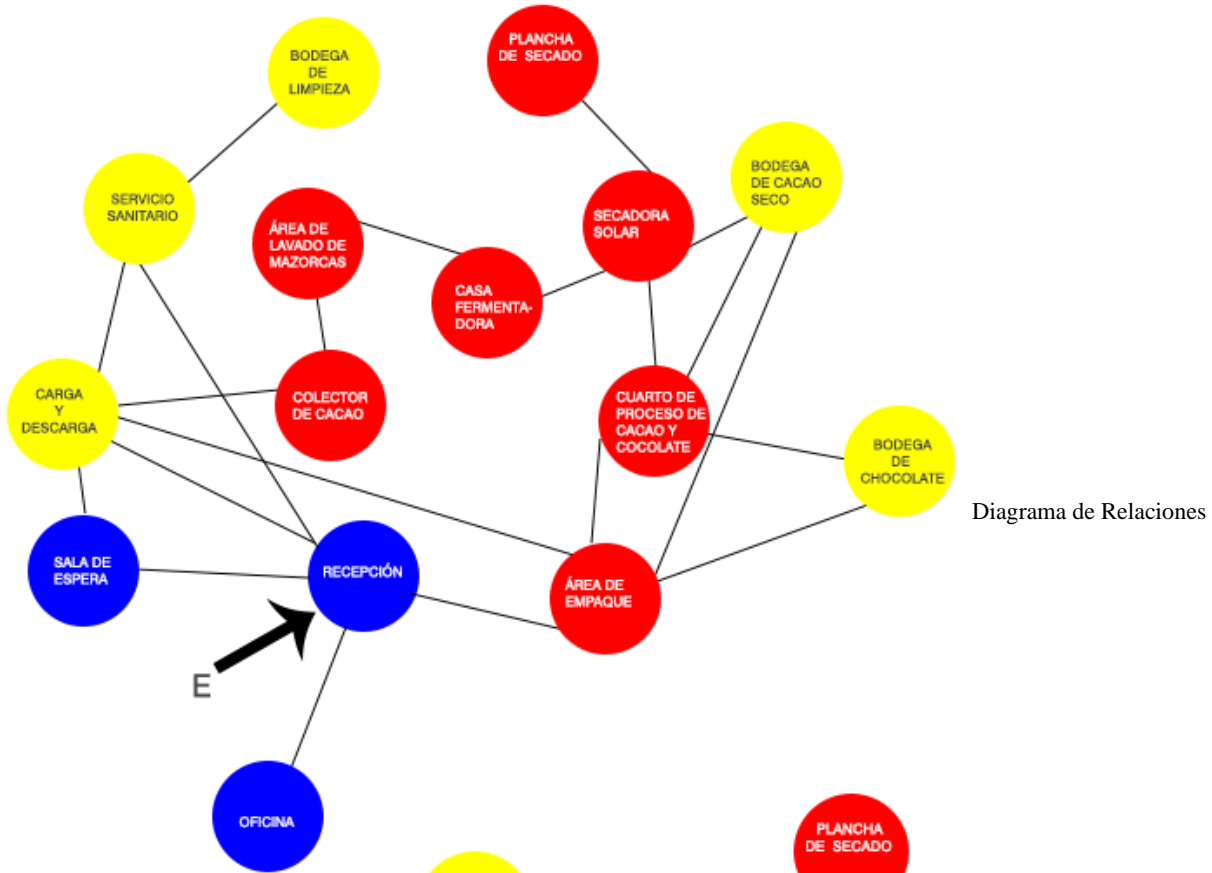 BODEGA
DE
LIMPIEZA
PLANCHA
DE SECADO
BODEGA
DE CACAO
SECO
SERVICIO
SANITARIO
ÁREA DE
LAVADO DE
MAZORCAS
SECADORA
SOLAR
CASA
FERMENTA-
DORA
CARGA
Y
DESCARGA
COLECTOR
DE CACAO
CUARTO DE
PROCESO DE
CACAO Y
COCOLATE
BODEGA
DE
CHOCOLATE
Diagrama de Relaciones
SALA DE
ESPERA
RECEPCIÓN
ÁREA DE
EMPAQUE
E
OFICINA
PLANCHA
DE SECADO